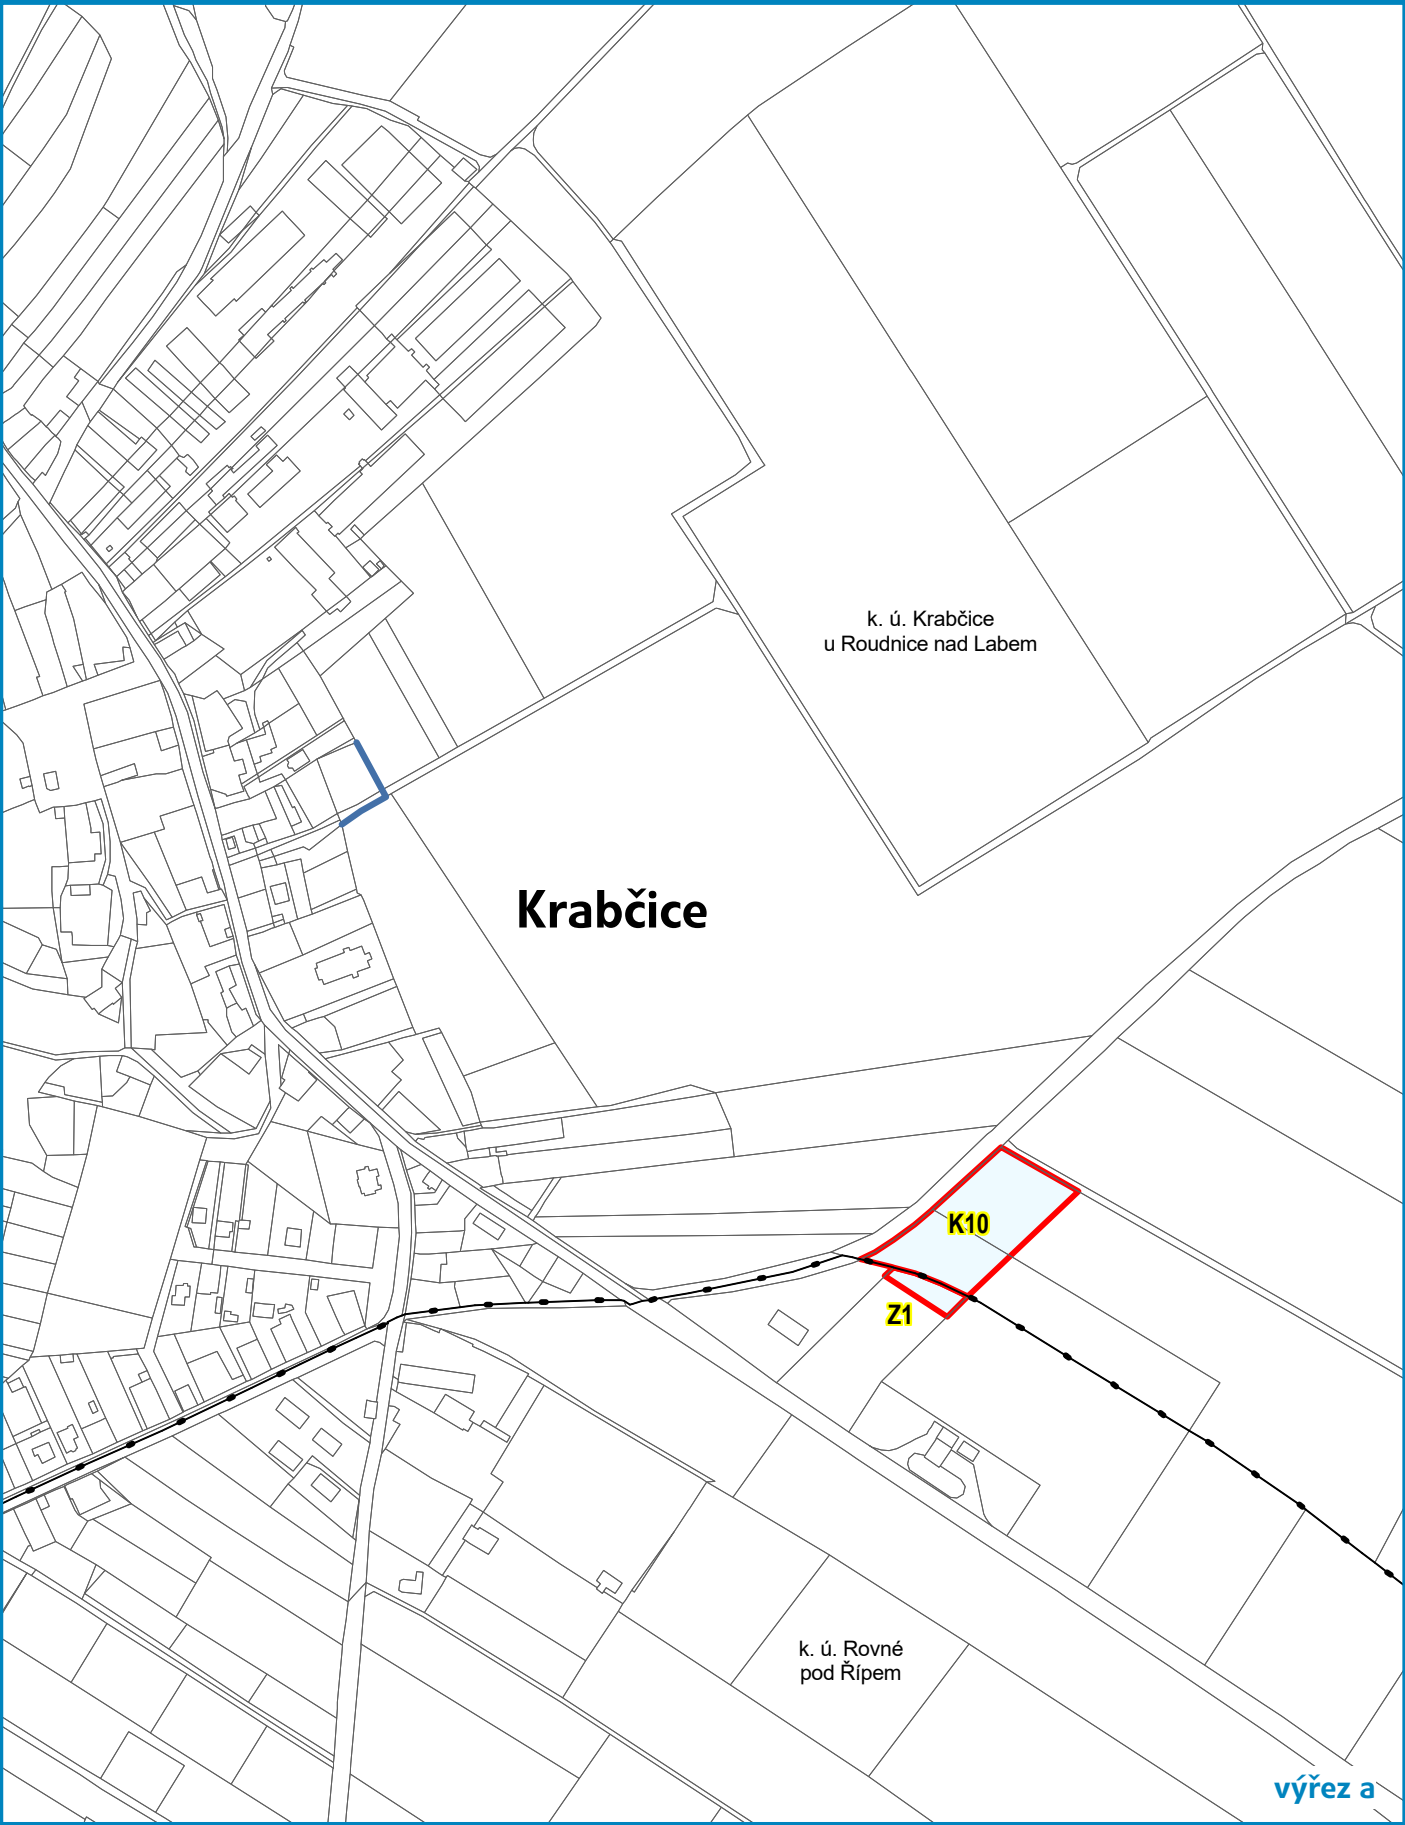 k. ú. Krabčice
u Roudnice nad Labem
Krabčice
K10
Z1
k. ú. Rovné
pod Řípem
výřez a